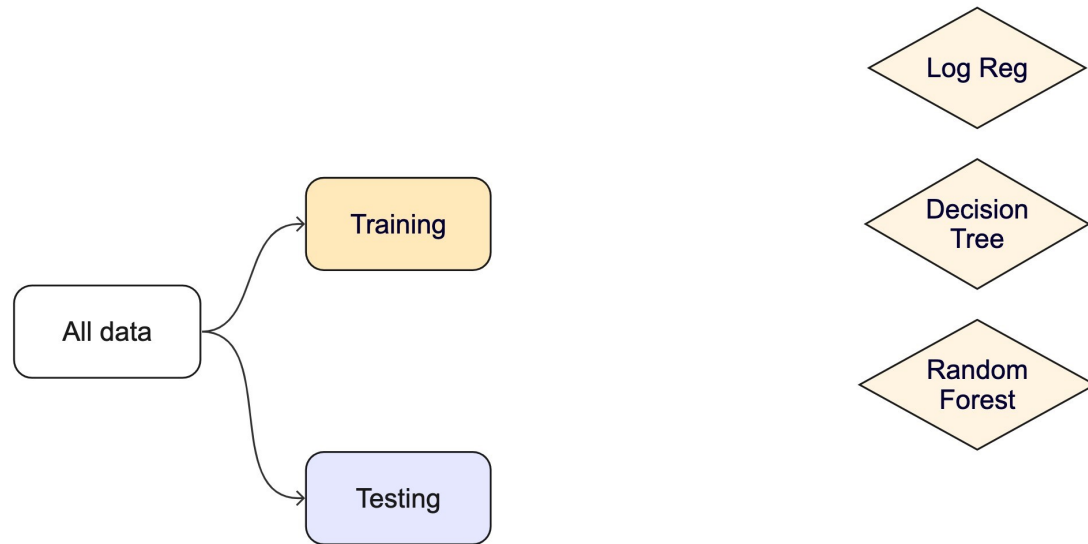 Log Reg
Training
Decision
Tree
All data
Random
Forest
Testing